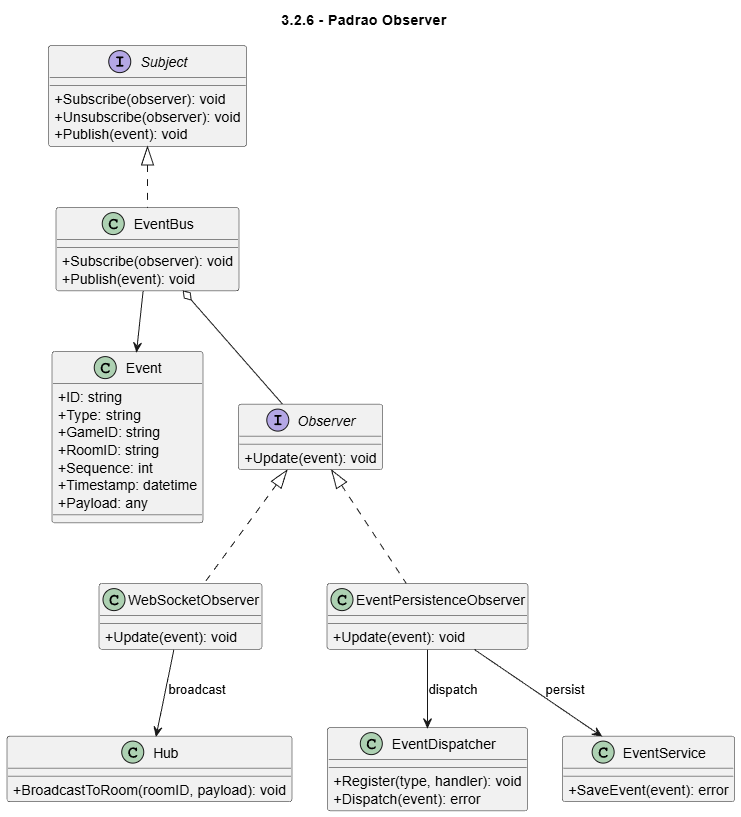 3.2.6 - Padrao Observer
I Subject
+Subscribe(observer): void
+Unsubscribe(observer): void
+Publish(event): void
C EventBus
+Subscribe(observer): void
+Publish(event): void
C Event
+ID: string
+Type: string
+GameID: string
+RoomID: string
+Sequence: int
+Timestamp: datetime
+Payload: any
I Observer
+Update(event): void
C WebSocketObserver
+Update(event): void
C EventPersistenceObserver
+Update(event): void
broadcast
dispatch
persist
C Hub
+BroadcastToRoom(roomID, payload): void
C EventDispatcher
+Register(type, handler): void
+Dispatch(event): error
C EventService
+SaveEvent(event): error